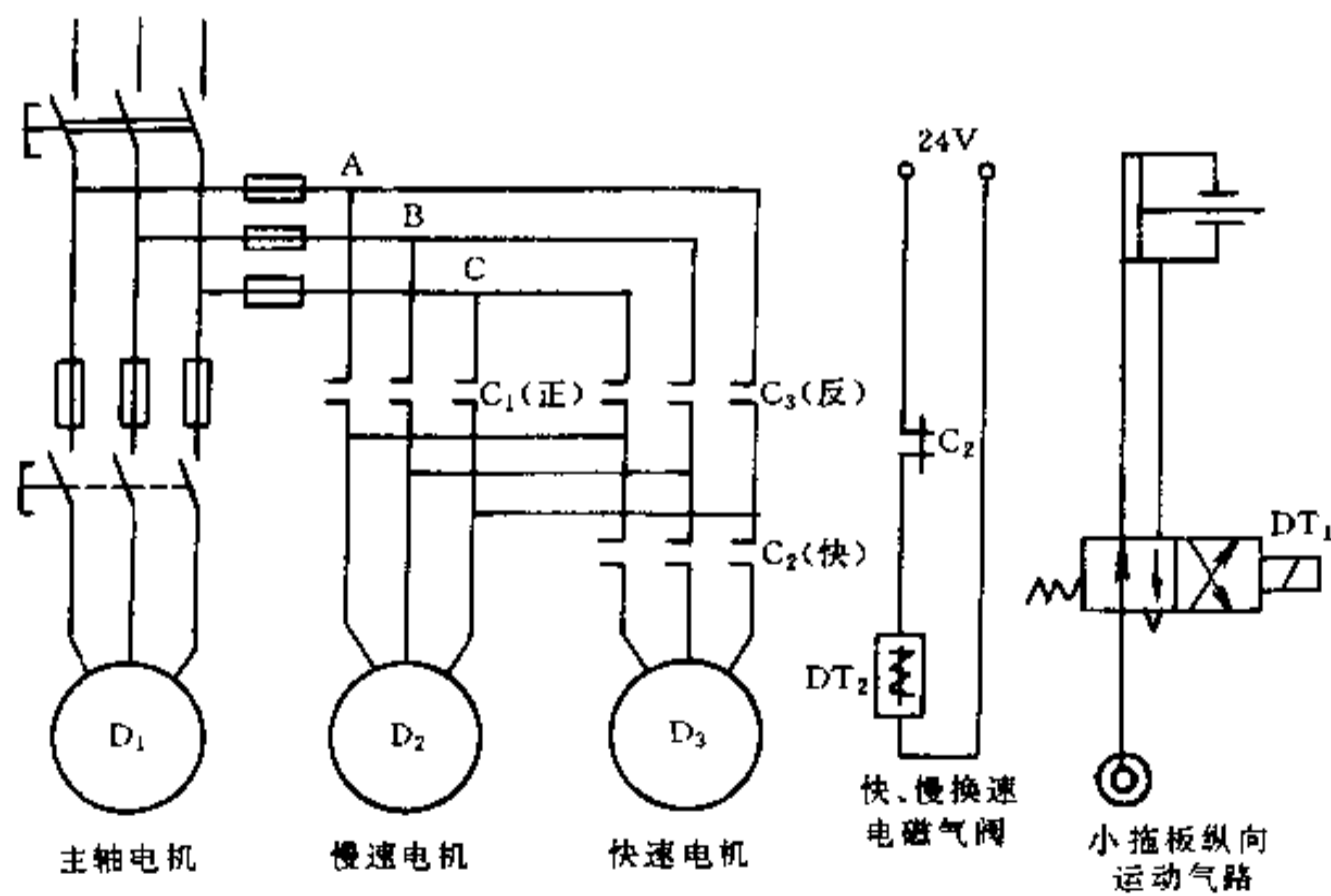 24V
A
B
C
C₁(正)
C₃(反)
C₂
DT₁
C₂(快)
DT₂
D₁
D₂
D₃
主轴电机
慢速电机
快速电机
快、慢换速
电磁气阀
小拖板纵向
运动气路